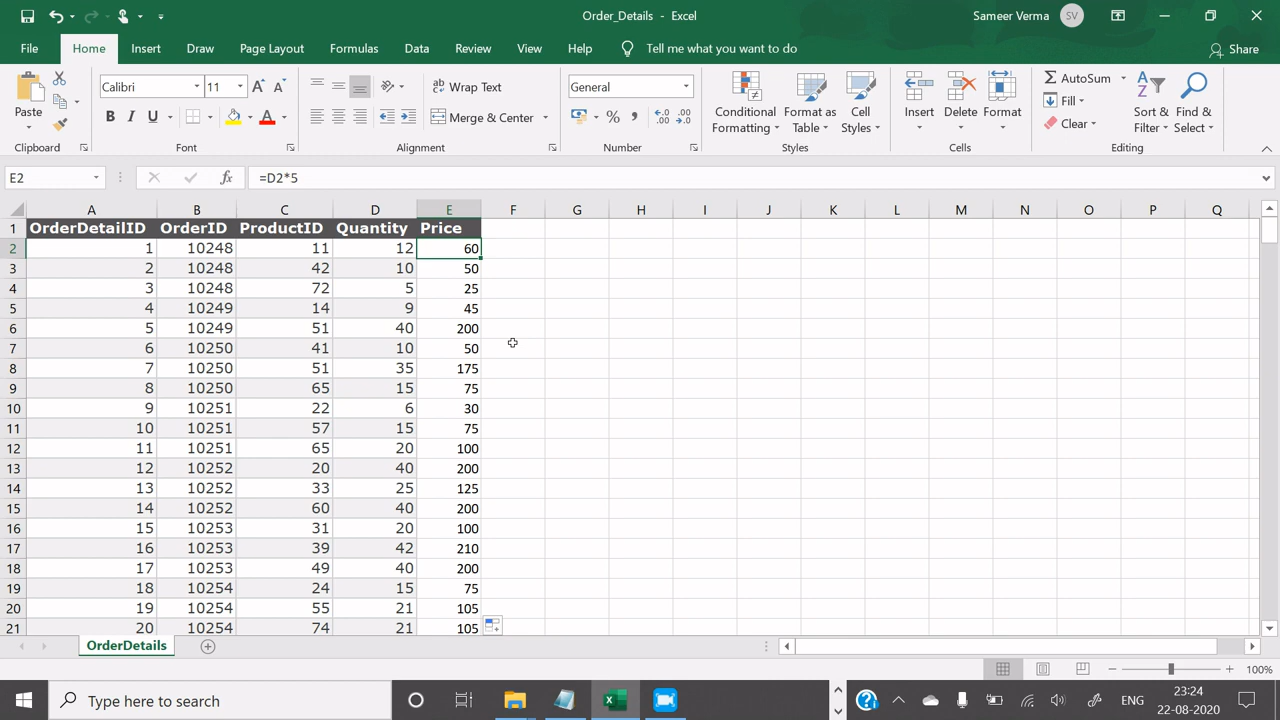 Order_Details - Excel
Sameer Verma SV
File Home Insert Draw Page Layout Formulas Data Review View Help Tell me what you want to do Share
Paste
Calibri 11
B I U
Wrap Text
Merge & Center
General
Conditional Formatting
Format as Table
Cell Styles
Insert Delete Format
AutoSum
Fill
Clear
Sort & Filter
Find & Select
Clipboard Font Alignment Number Styles Cells Editing
E2 fx =D2*5
A B C D E F G H I J K L M N O P Q
1 OrderDetailID OrderID ProductID Quantity Price
2 1 10248 11 12 60
3 2 10248 42 10 50
4 3 10248 72 5 25
5 4 10249 14 9 45
6 5 10249 51 40 200
7 6 10250 41 10 50
8 7 10250 51 35 175
9 8 10250 65 15 75
10 9 10251 22 6 30
11 10 10251 57 15 75
12 11 10251 65 20 100
13 12 10252 20 40 200
14 13 10252 33 25 125
15 14 10252 60 40 200
16 15 10253 31 20 100
17 16 10253 39 42 210
18 17 10253 49 40 200
19 18 10254 24 15 75
20 19 10254 55 21 105
21 20 10254 74 21 105
OrderDetails
100%
Type here to search
ENG
23:24
22-08-2020